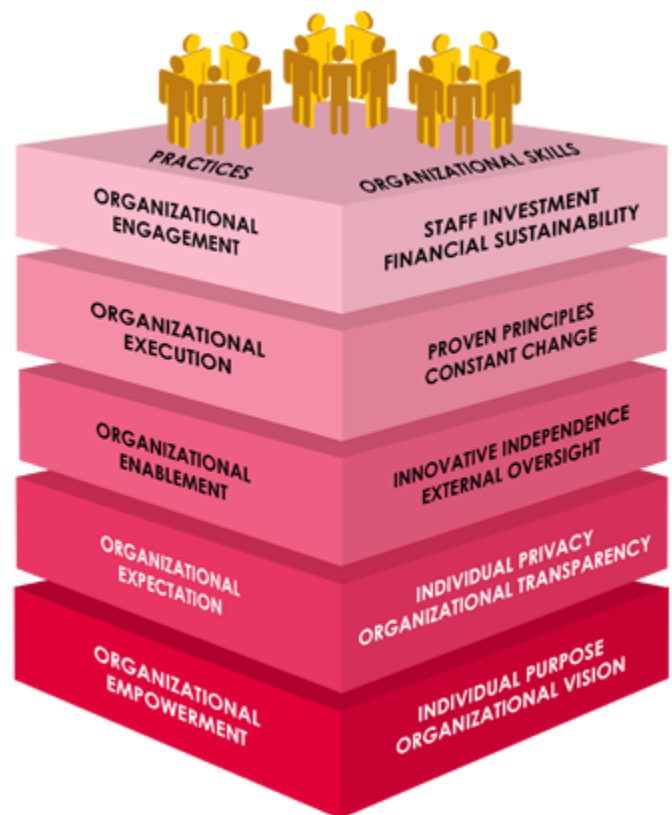 PRACTICES
ORGANIZATIONAL SKILLS
ORGANIZATIONAL
ENGAGEMENT
STAFF INVESTMENT
FINANCIAL SUSTAINABILITY
ORGANIZATIONAL
EXECUTION
PROVEN PRINCIPLES
CONSTANT CHANGE
ORGANIZATIONAL
ENABLEMENT
INNOVATIVE INDEPENDENCE
EXTERNAL OVERSIGHT
ORGANIZATIONAL
EXPECTATION
INDIVIDUAL PRIVACY
ORGANIZATIONAL TRANSPARENCY
ORGANIZATIONAL
EMPOWERMENT
INDIVIDUAL PURPOSE
ORGANIZATIONAL VISION